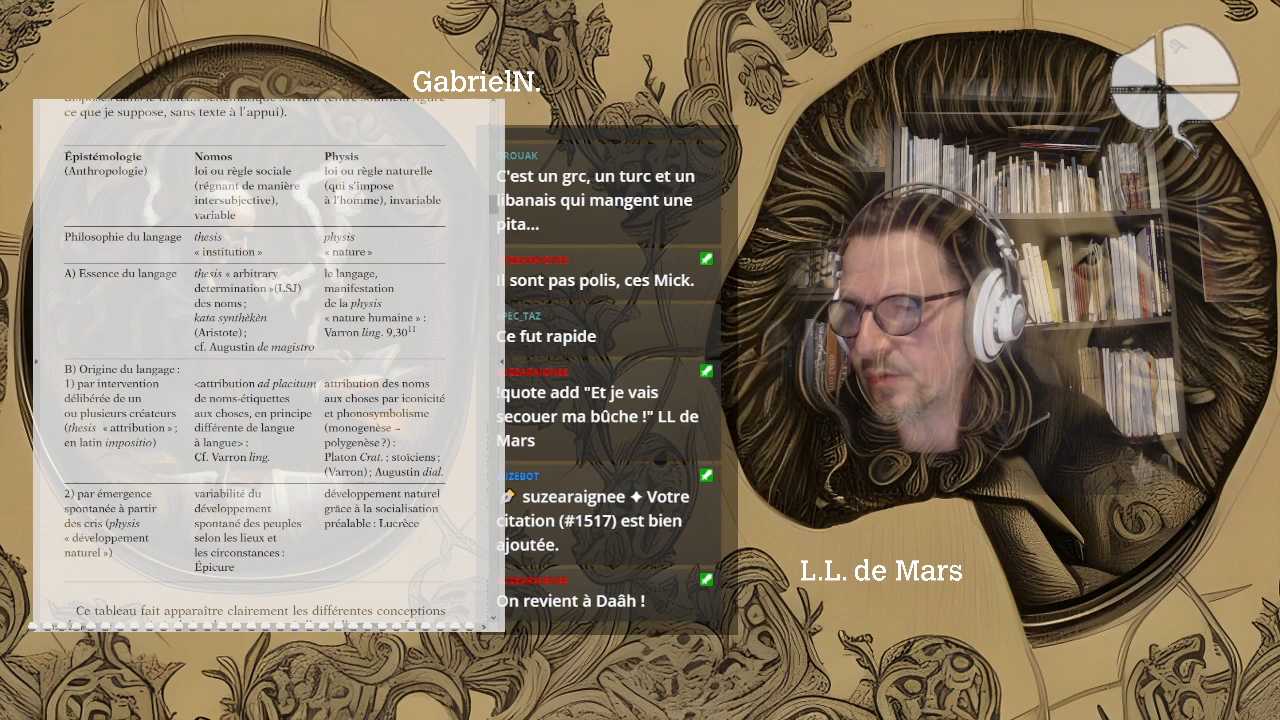 GabrielN.
ce que je suppose, sans texte à l'appui).
Épistémologie Nomos Physis
(Anthropologie) loi ou règle sociale loi ou règle naturelle
(régnant de manière (qui s'impose
intersubjective), à l'homme), invariable
variable
Philosophie du langage thesis physis
« institution » « nature »
A) Essence du langage thesis « arbitrary le langage,
determination » (LSJ) manifestation
des noms ; de la physis
kata synthèkèn « nature humaine » :
(Aristote) ; Varron ling. 9,30¹¹
cf. Augustin de magistro
B) Origine du langage :
1) par intervention <attribution ad placitum attribution des noms
délibérée de un de noms-étiquettes aux choses par iconicité
ou plusieurs créateurs aux choses, en principe et phonosymbolisme
(thesis « attribution » ; différente de langue (monogenèse ~
en latin impositio) à langue> : polygenèse ?) :
Cf. Varron ling. Platon Crat. ; stoïciens ;
(Varron) ; Augustin dial.
2) par émergence variabilité du développement naturel
spontanée à partir développement grâce à la socialisation
des cris (physis spontané des peuples préalable : Lucrèce
« développement selon les lieux et
naturel ») les circonstances :
Épicure
Ce tableau fait apparaître clairement les différentes conceptions
C'est un grc, un turc et un
libanais qui mangent une
pita...
SUZEARAIGNEE
Il sont pas polis, ces Mick.
SPEC_TAZ
Ce fut rapide
SUZEARAIGNEE
!quote add "Et je vais
secouer ma bûche !" LL de
Mars
WIZEBOT
suzearaignee ✦ Votre
citation (#1517) est bien
ajoutée.
SUZEARAIGNEE
On revient à Daâh !
L.L. de Mars